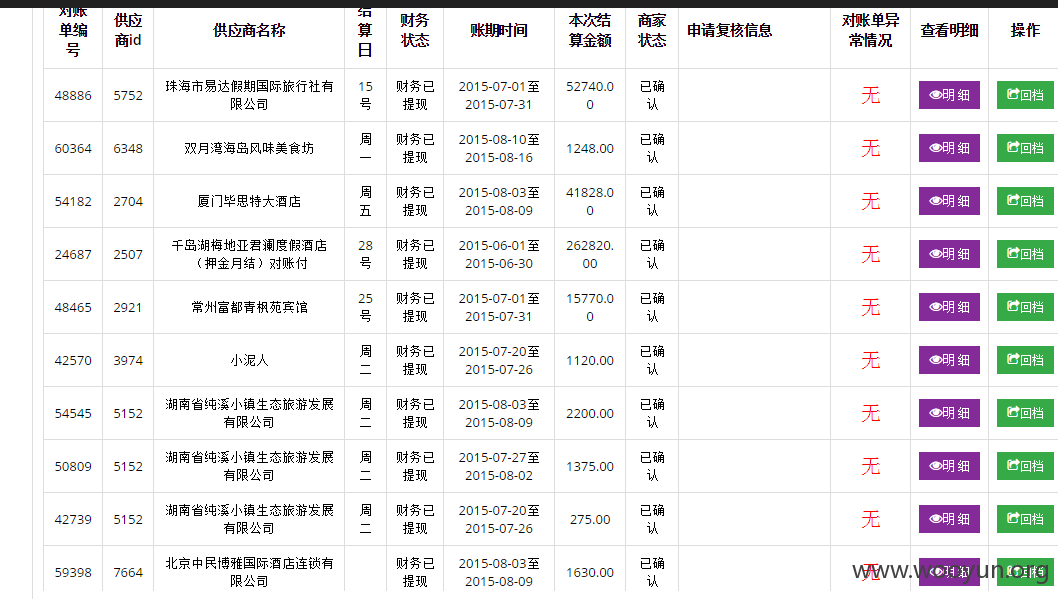 对账单编号 供应商id 供应商名称 结算日 财务状态 账期时间 本次结算金额 商家状态 申请复核信息 对账单异常情况 查看明细 操作
48886 5752 珠海市易达假期国际旅行社有限公司 15号 财务已提现 2015-07-01至2015-07-31 52740.00 已确认 无 明 细 回档
60364 6348 双月湾海岛风味美食坊 周一 财务已提现 2015-08-10至2015-08-16 1248.00 已确认 无 明 细 回档
54182 2704 厦门毕思特大酒店 周五 财务已提现 2015-08-03至2015-08-09 41828.00 已确认 无 明 细 回档
24687 2507 千岛湖梅地亚君澜度假酒店（押金月结）对账付 28号 财务已提现 2015-06-01至2015-06-30 262820.00 已确认 无 明 细 回档
48465 2921 常州富都青枫苑宾馆 25号 财务已提现 2015-07-01至2015-07-31 15770.00 已确认 无 明 细 回档
42570 3974 小泥人 周二 财务已提现 2015-07-20至2015-07-26 1120.00 已确认 无 明 细 回档
54545 5152 湖南省纯溪小镇生态旅游发展有限公司 周二 财务已提现 2015-08-03至2015-08-09 2200.00 已确认 无 明 细 回档
50809 5152 湖南省纯溪小镇生态旅游发展有限公司 周二 财务已提现 2015-07-27至2015-08-02 1375.00 已确认 无 明 细 回档
42739 5152 湖南省纯溪小镇生态旅游发展有限公司 周二 财务已提现 2015-07-20至2015-07-26 275.00 已确认 无 明 细 回档
59398 7664 北京中民博雅国际酒店连锁有限公司 财务已提现 2015-08-03至2015-08-09 1630.00 已确认 无 明 细 回档
www.wooyun.org